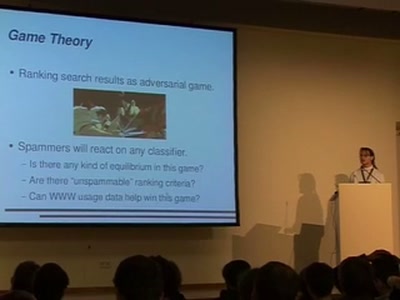 Game Theory
• Ranking search results as adversarial game.
• Spammers will react on any classifier.
– Is there any kind of equilibrium in this game?
– Are there "unspammable" ranking criteria?
– Can WWW usage data help win this game?